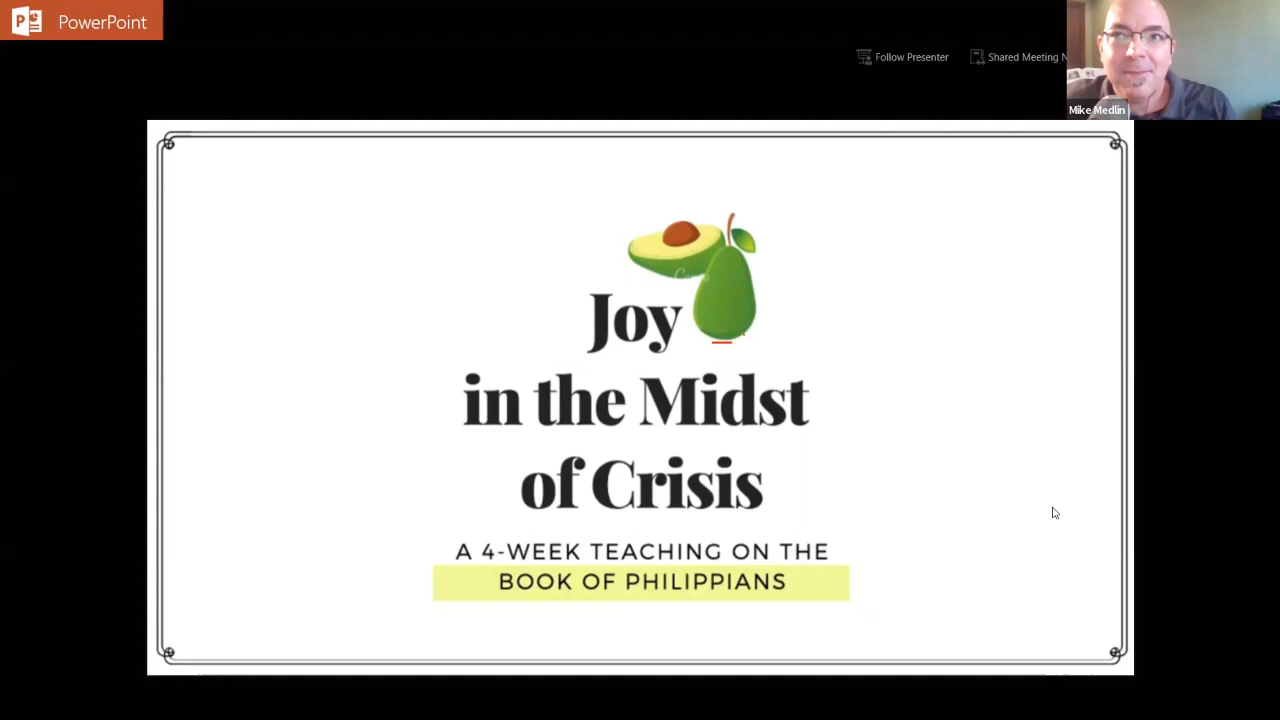 PowerPoint
Follow Presenter
Shared Meeting N
Mike Medlin
Joy
in the Midst
of Crisis
A 4-WEEK TEACHING ON THE
BOOK OF PHILIPPIANS